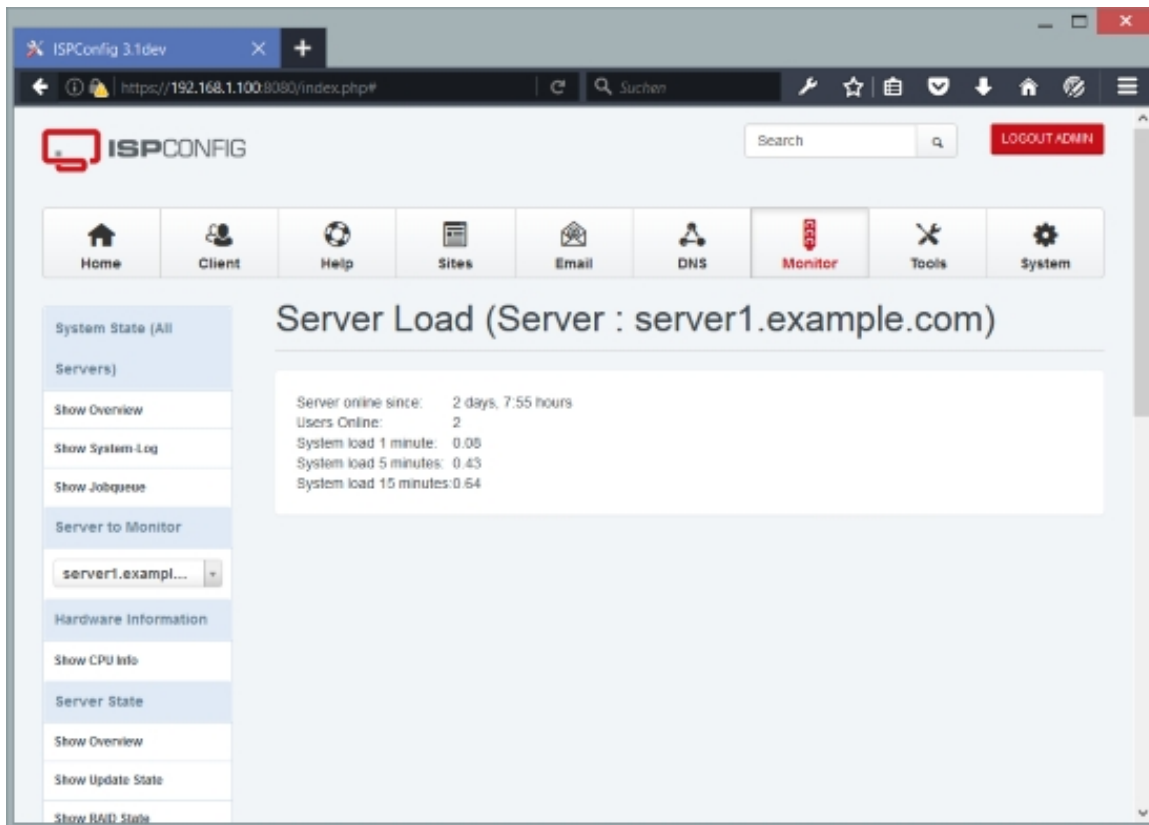 ISPConfig 3.1dev
https://192.168.1.100:8080/index.php#
Suchen
ISPCONFIG
Search
LOGOUT ADMIN
Home Client Help Sites Email DNS Monitor Tools System
System State (All
Servers)
Show Overview
Show System-Log
Show Jobqueue
Server to Monitor
server1.exampl...
Hardware Information
Show CPU Info
Server State
Show Overview
Show Update State
Show RAID State
Server Load (Server : server1.example.com)
Server online since: 2 days, 7:55 hours
Users Online: 2
System load 1 minute: 0.08
System load 5 minutes: 0.43
System load 15 minutes:0.64